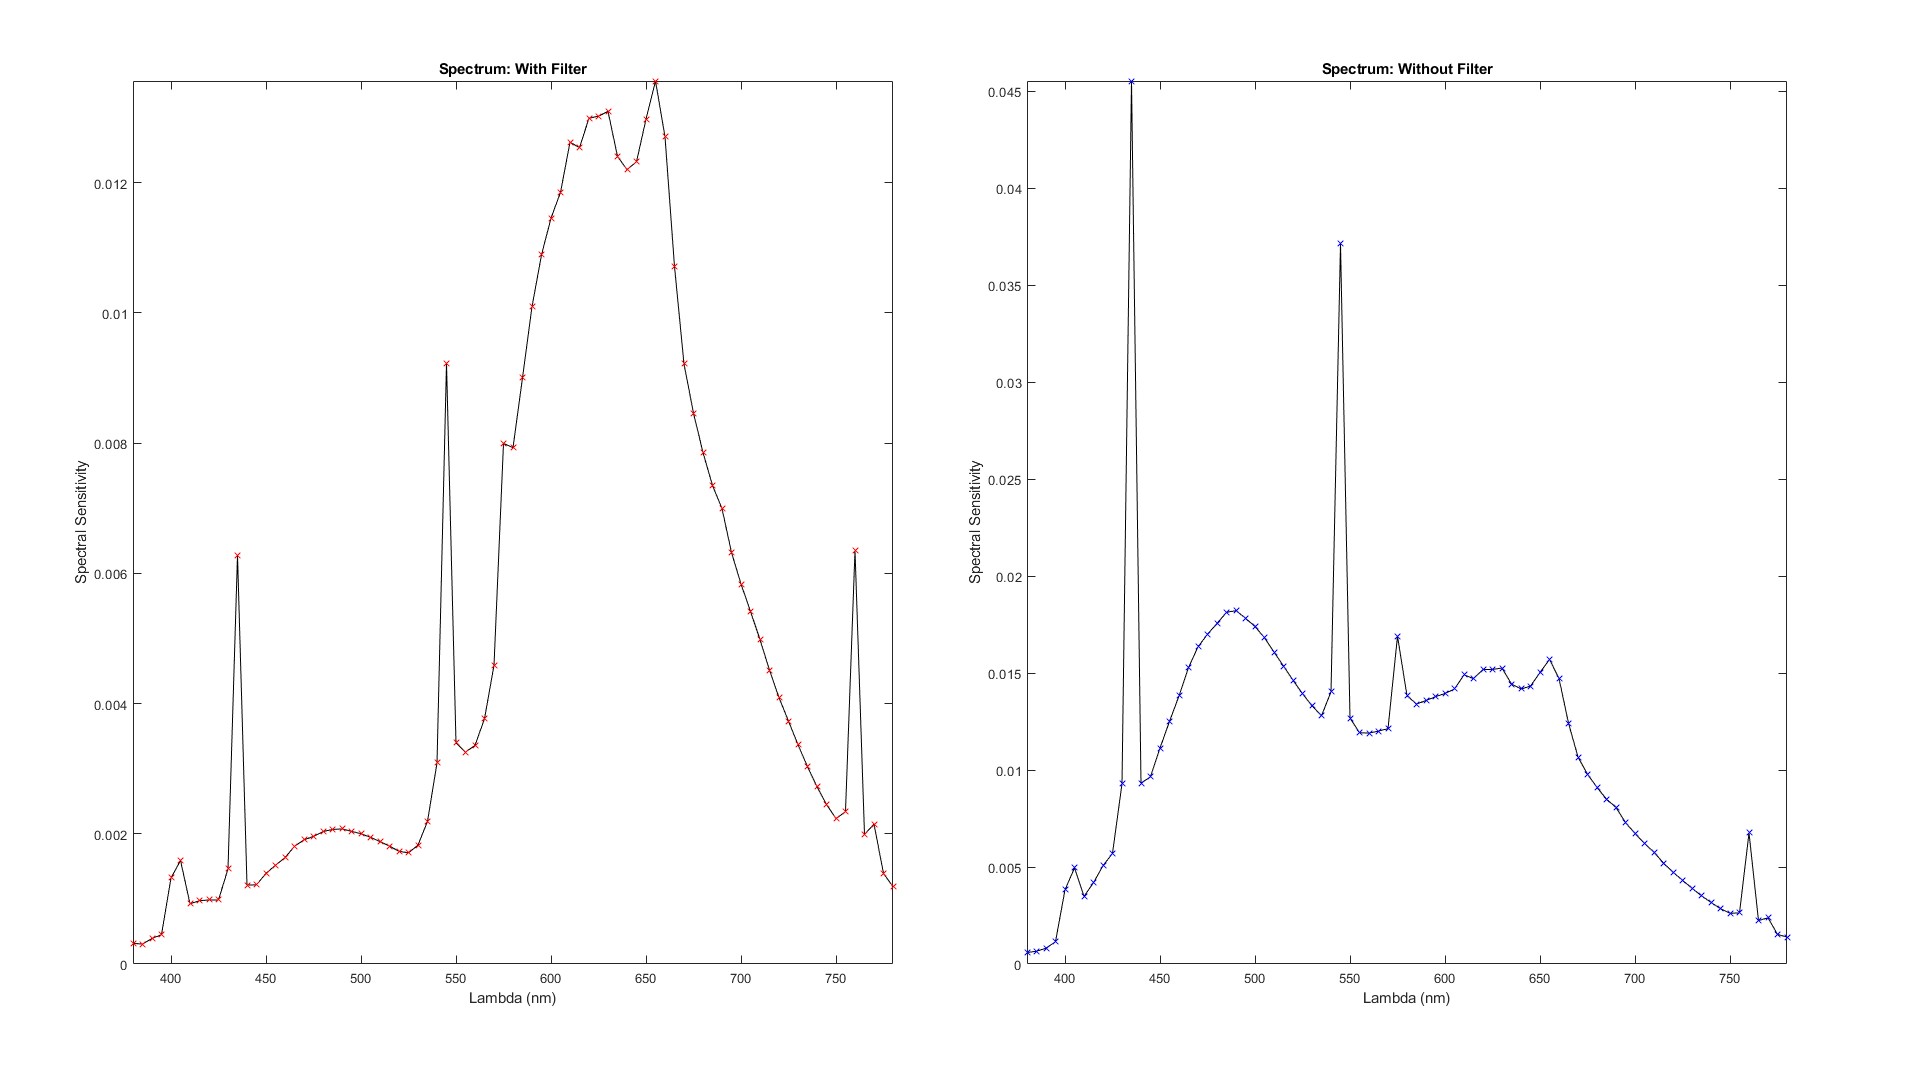 Spectrum: With Filter
Spectral Sensitivity
0.012
0.01
0.008
0.006
0.004
0.002
0
400 450 500 550 600 650 700 750
Lambda (nm)
Spectrum: Without Filter
Spectral Sensitivity
0.045
0.04
0.035
0.03
0.025
0.02
0.015
0.01
0.005
0
400 450 500 550 600 650 700 750
Lambda (nm)